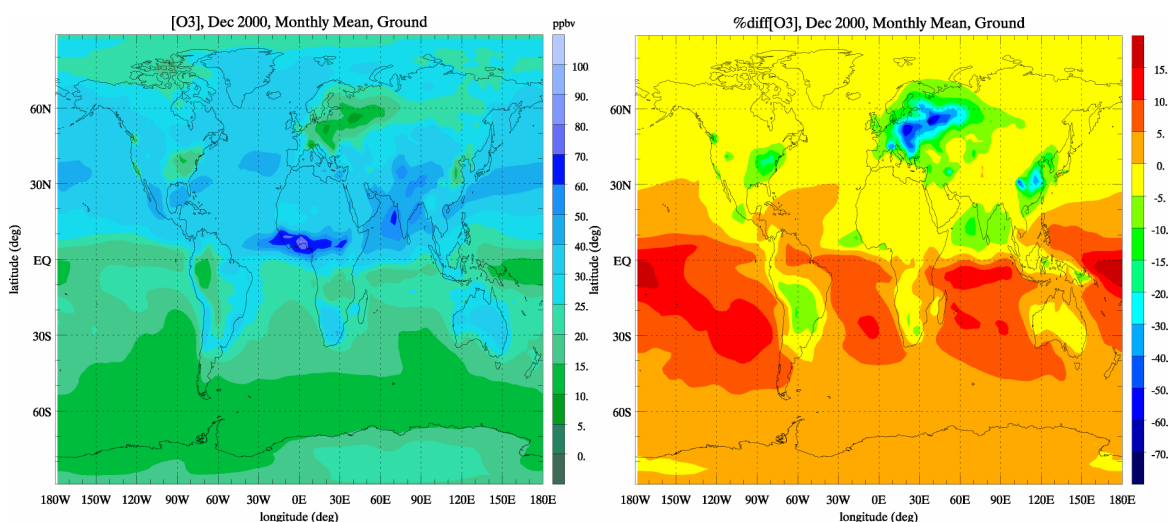 [O3], Dec 2000, Monthly Mean, Ground
ppbv
100.
90.
80.
70.
60.
50.
40.
30.
25.
20.
15.
10.
5.
0.
60N
30N
EQ
30S
60S
latitude (deg)
180W 150W 120W 90W 60W 30W 0E 30E 60E 90E 120E 150E 180E
longitude (deg)
%diff[O3], Dec 2000, Monthly Mean, Ground
15.
10.
5.
0.
-5.
-10.
-15.
-20.
-30.
-40.
-50.
-60.
-70.
60N
30N
EQ
30S
60S
latitude (deg)
180W 150W 120W 90W 60W 30W 0E 30E 60E 90E 120E 150E 180E
longitude (deg)